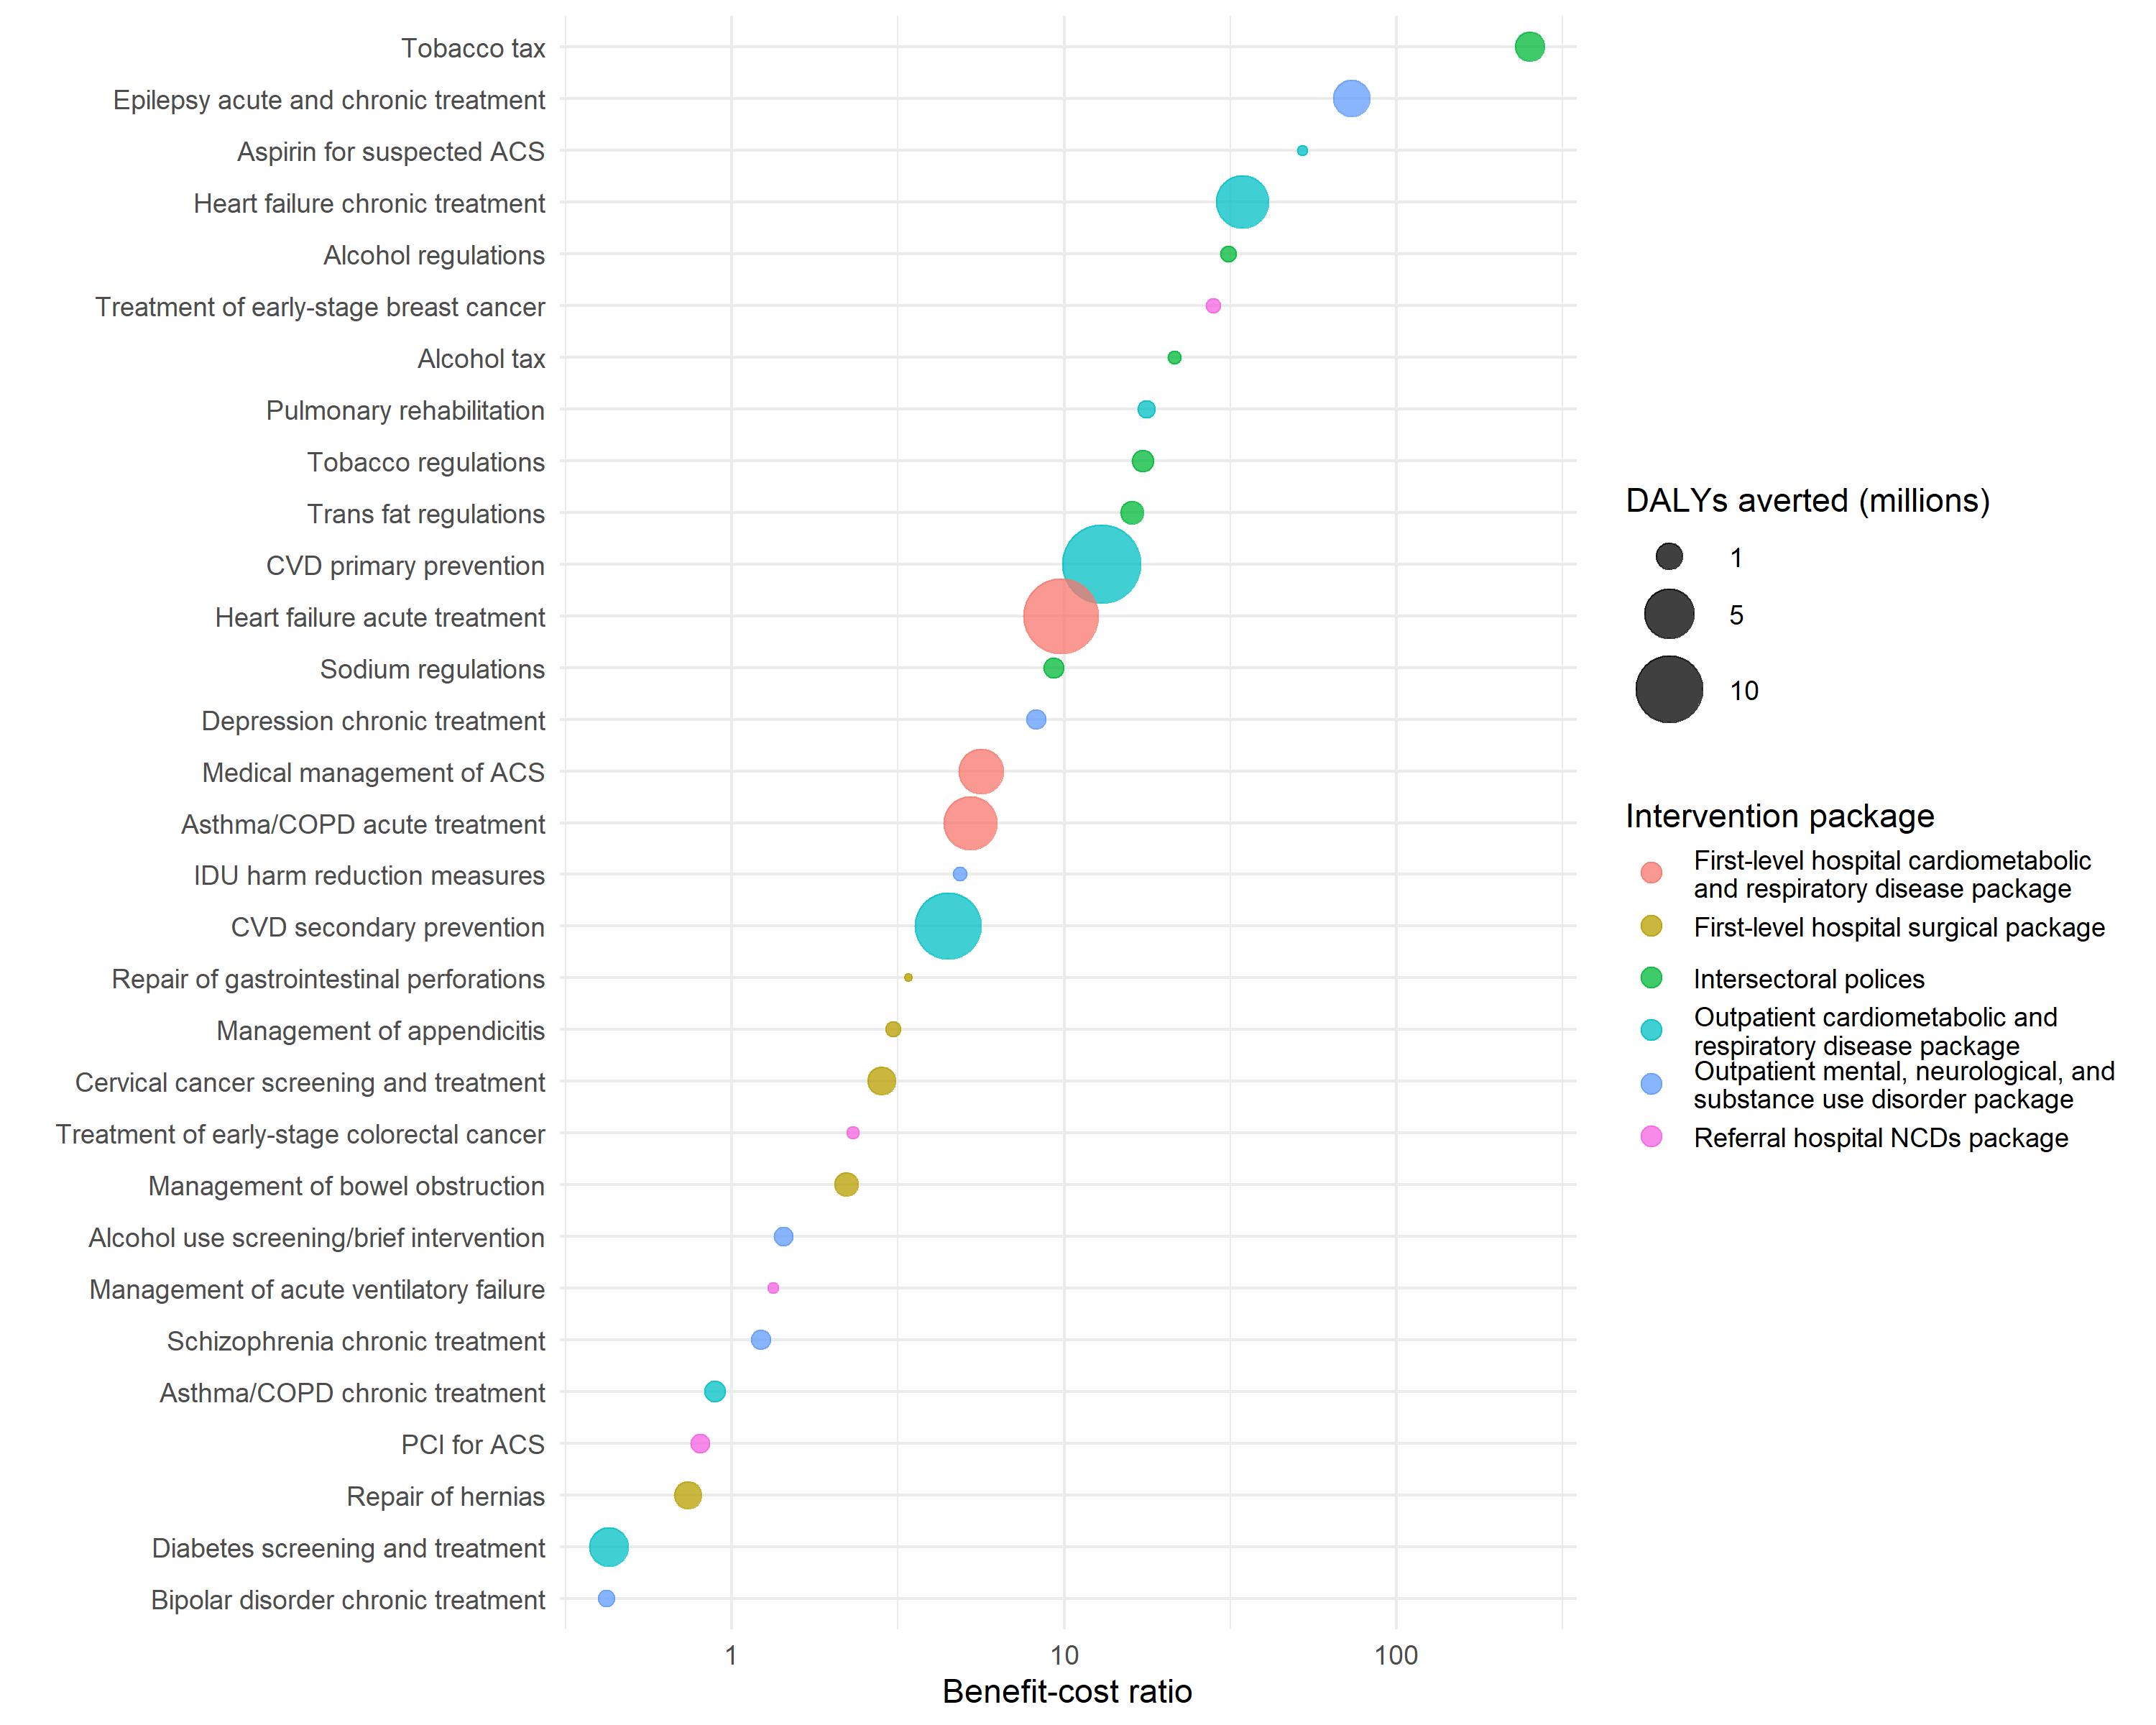 Tobacco tax
Epilepsy acute and chronic treatment
Aspirin for suspected ACS
Heart failure chronic treatment
Alcohol regulations
Treatment of early-stage breast cancer
Alcohol tax
Pulmonary rehabilitation
Tobacco regulations
Trans fat regulations
CVD primary prevention
Heart failure acute treatment
Sodium regulations
Depression chronic treatment
Medical management of ACS
Asthma/COPD acute treatment
IDU harm reduction measures
CVD secondary prevention
Repair of gastrointestinal perforations
Management of appendicitis
Cervical cancer screening and treatment
Treatment of early-stage colorectal cancer
Management of bowel obstruction
Alcohol use screening/brief intervention
Management of acute ventilatory failure
Schizophrenia chronic treatment
Asthma/COPD chronic treatment
PCI for ACS
Repair of hernias
Diabetes screening and treatment
Bipolar disorder chronic treatment
1
10
100
Benefit-cost ratio
DALYs averted (millions)
1
5
10
Intervention package
First-level hospital cardiometabolic
and respiratory disease package
First-level hospital surgical package
Intersectoral polices
Outpatient cardiometabolic and
respiratory disease package
Outpatient mental, neurological, and
substance use disorder package
Referral hospital NCDs package